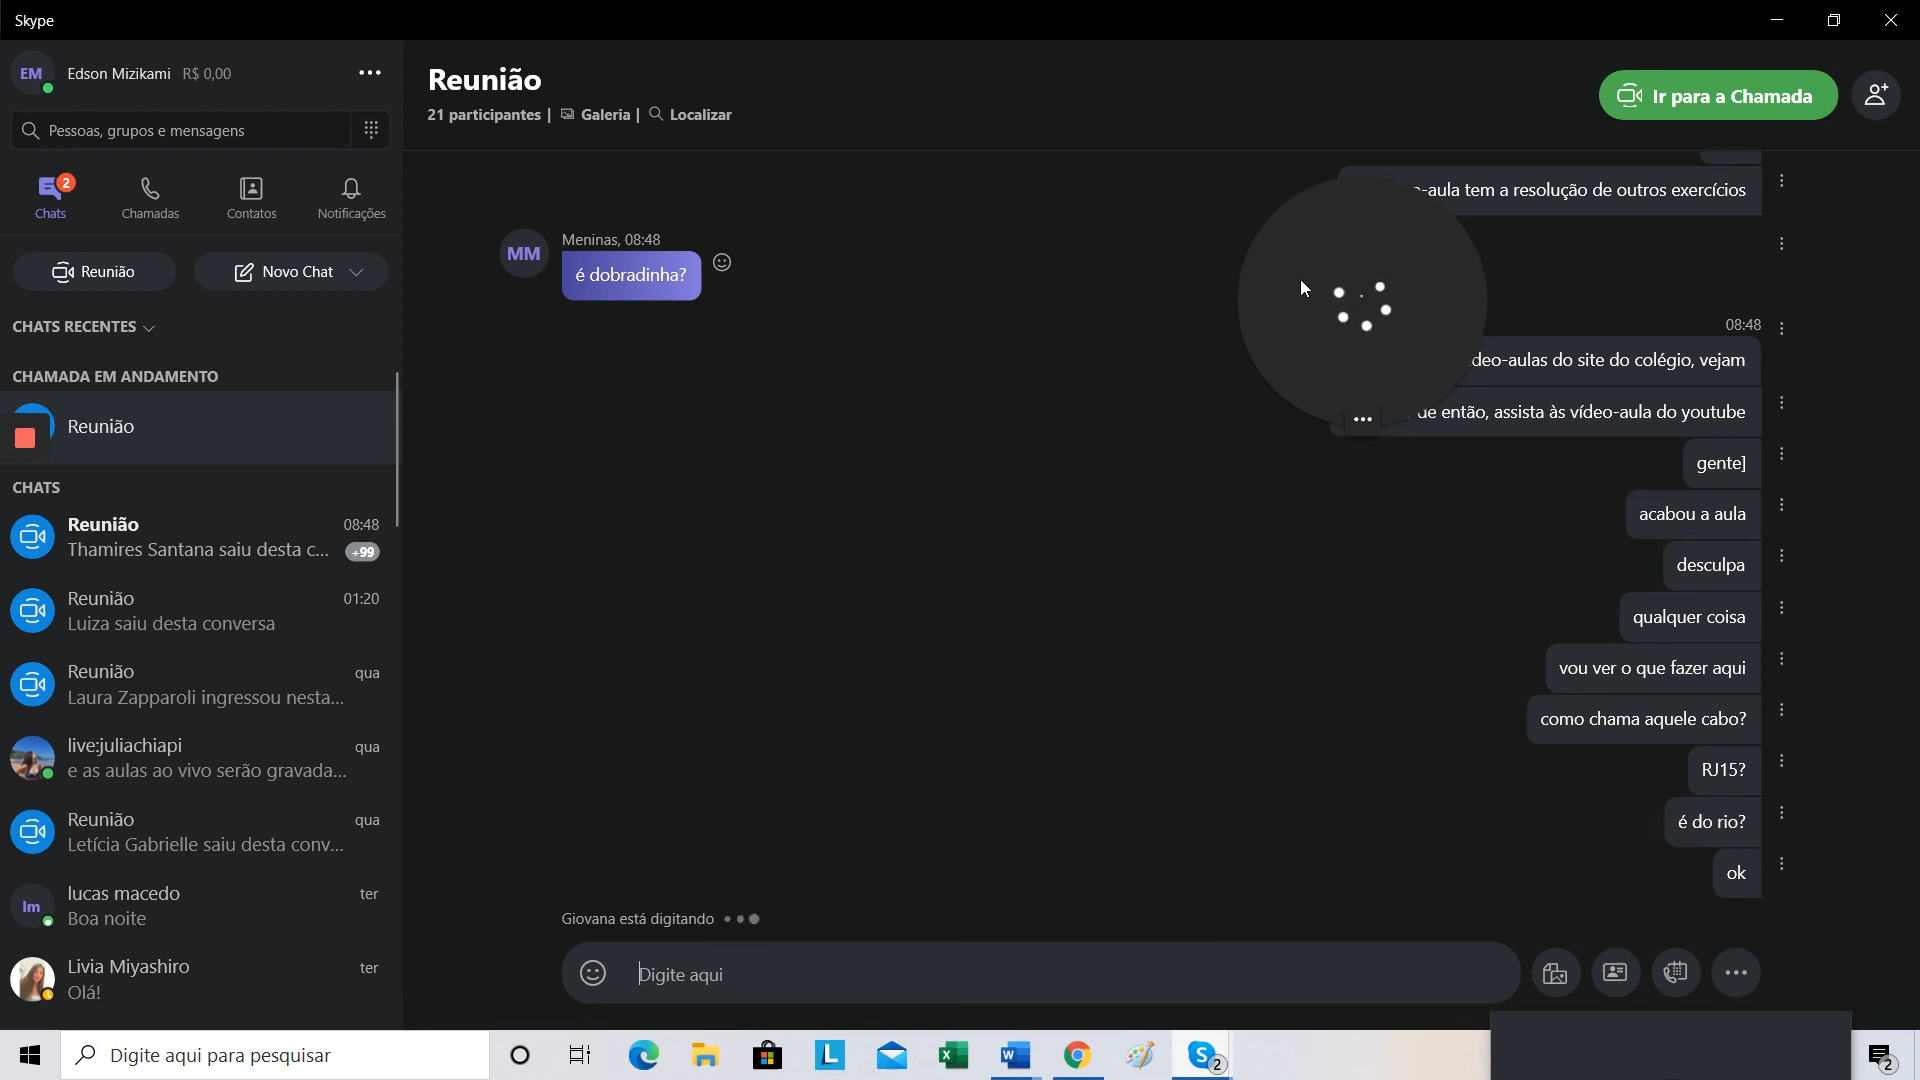 Skype
EM Edson Mizikami R$ 0,00
Pessoas, grupos e mensagens
2
Chats Chamadas Contatos Notificações
Reunião Novo Chat
CHATS RECENTES
CHAMADA EM ANDAMENTO
Reunião
CHATS
Reunião 08:48
Thamires Santana saiu desta c... +99
Reunião 01:20
Luiza saiu desta conversa
Reunião qua
Laura Zapparoli ingressou nesta...
live:juliachiapi qua
e as aulas ao vivo serão gravada...
Reunião qua
Letícia Gabrielle saiu desta conv...
lm lucas macedo ter
Boa noite
Livia Miyashiro ter
Olá!
Reunião
21 participantes | Galeria | Localizar
Ir para a Chamada
-aula tem a resolução de outros exercícios
MM Meninas, 08:48
é dobradinha?
08:48
deo-aulas do site do colégio, vejam
ue então, assista às vídeo-aula do youtube
gente]
acabou a aula
desculpa
qualquer coisa
vou ver o que fazer aqui
como chama aquele cabo?
RJ15?
é do rio?
ok
Giovana está digitando
Digite aqui
Digite aqui para pesquisar
L
X
W
S 2
2